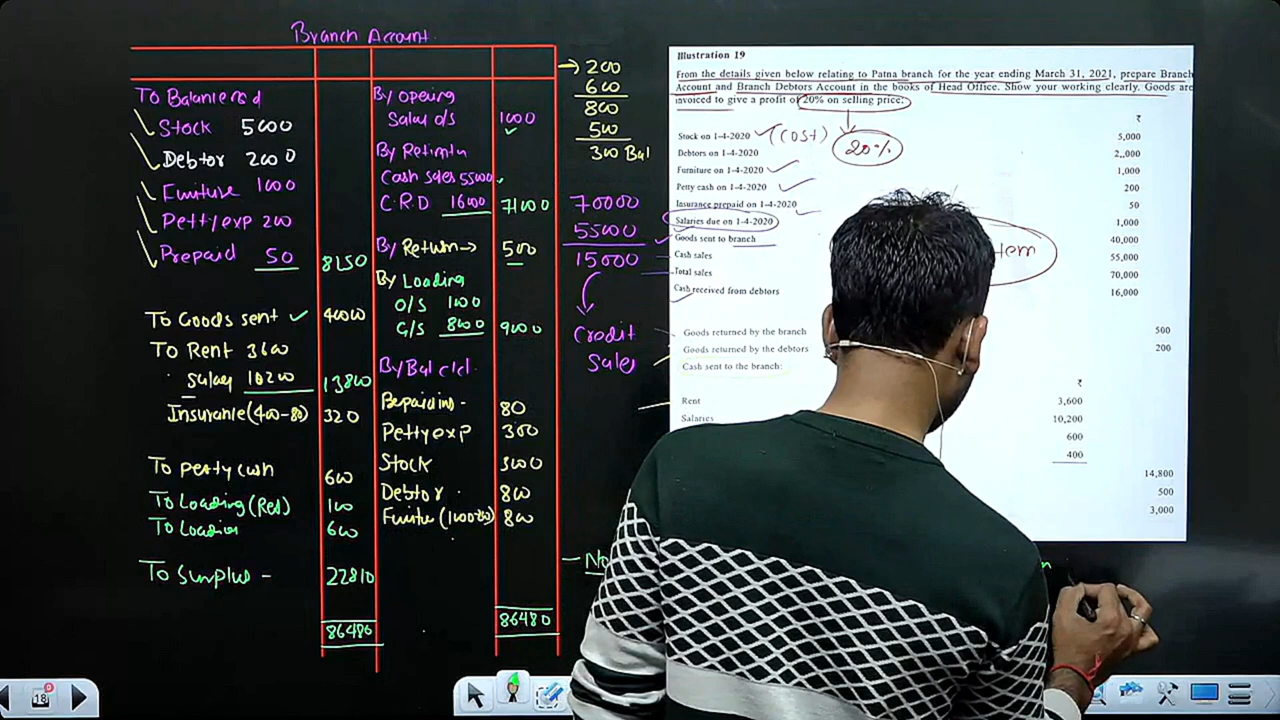 Branch Account
To Balance b d
Stock 5000
Debtor 2000
Funiture 1000
Petty exp 200
Prepaid 50
8250
To Goods sent ✓ 40000
To Rent 3600
Salary 10200
13800
Insurance (400-80) 320
To petty cash 600
To Loading (Ret) 100
To Loading 600
To Surplus - 22810
86480
By Opening
Salary o/s 1000
By Remittan
Cash sales 55000
C.R.D 16000 71000
By Return → 500
By Loading
O/S 1000
G/S 8000 9000
By Bal c/d.
Prepaid ins - 80
Petty exp 300
Stock 3000
Debtor 800
86480
→ 200
600
800
500
300 Bal
70000
55000
15000
Credit
Sales
Illustration 19
From the details given below relating to Patna branch for the year ending March 31, 2021, prepare Branch
Account and Branch Debtors Account in the books of Head Office. Show your working clearly. Goods are
invoiced to give a profit of 20% on selling price:
₹
Stock on 1-4-2020 ✓ (COST) 20% 5,000
Debtors on 1-4-2020 2,,000
Furniture on 1-4-2020 1,000
Petty cash on 1-4-2020 200
Insurance prepaid on 1-4-2020 50
Salaries due on 1-4-2020 1,000
Goods sent to branch 40,000
Cash sales 55,000
Total sales 70,000
Cash received from debtors 16,000
Goods returned by the branch 500
Goods returned by the debtors 200
Cash sent to the branch:
₹
Rent 3,600
Salaries 10,200
600
400
14,800
500
3,000
18